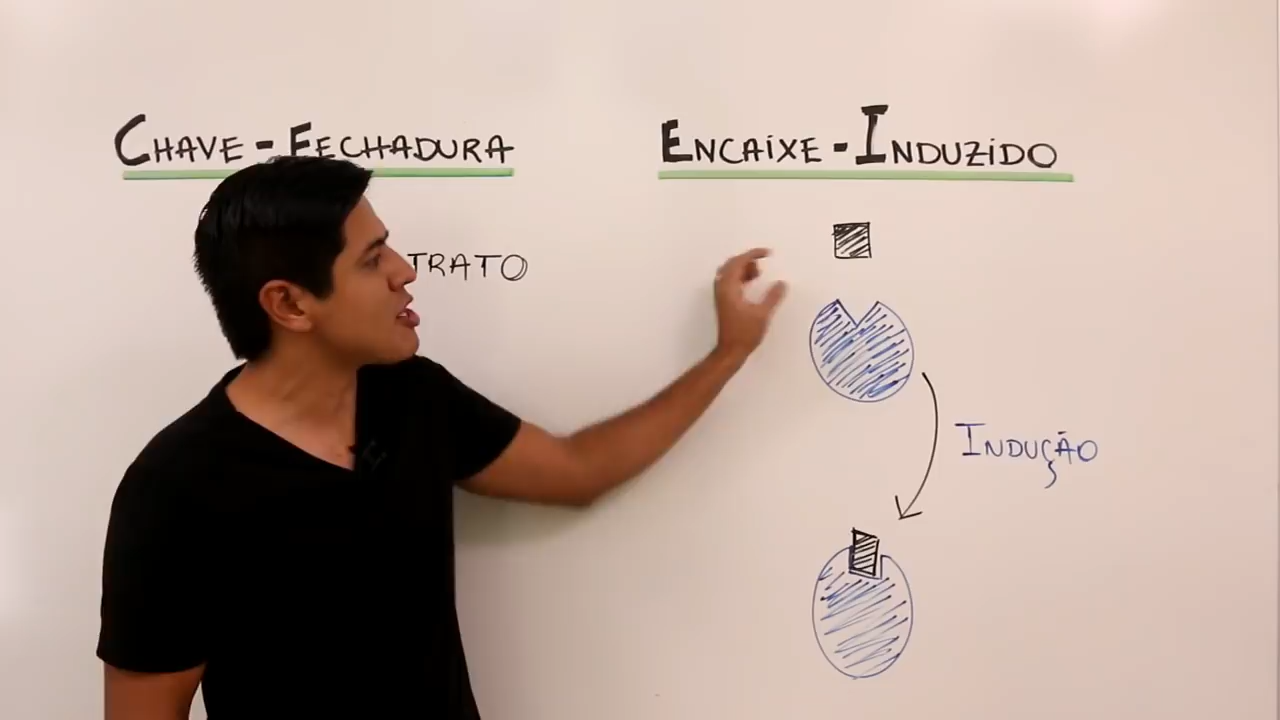 CHAVE - FECHADURA
ENCAIXE - INDUZIDO
TRATO
INDUÇÃO